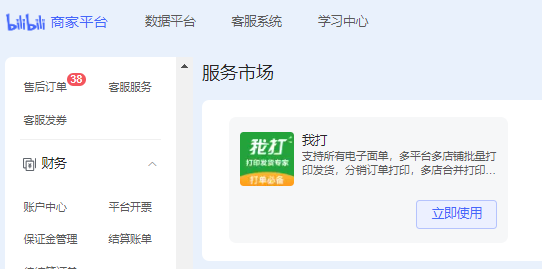 bilibili 商家平台 数据平台 客服系统 学习中心
售后订单 38 客服服务
客服发券
财务
账户中心 平台开票
保证金管理 结算账单
服务市场
我打
打印发货专家
打单必备
我打
支持所有电子面单，多平台多店铺批量打
印发货，分销订单打印，多店合并打印...
立即使用